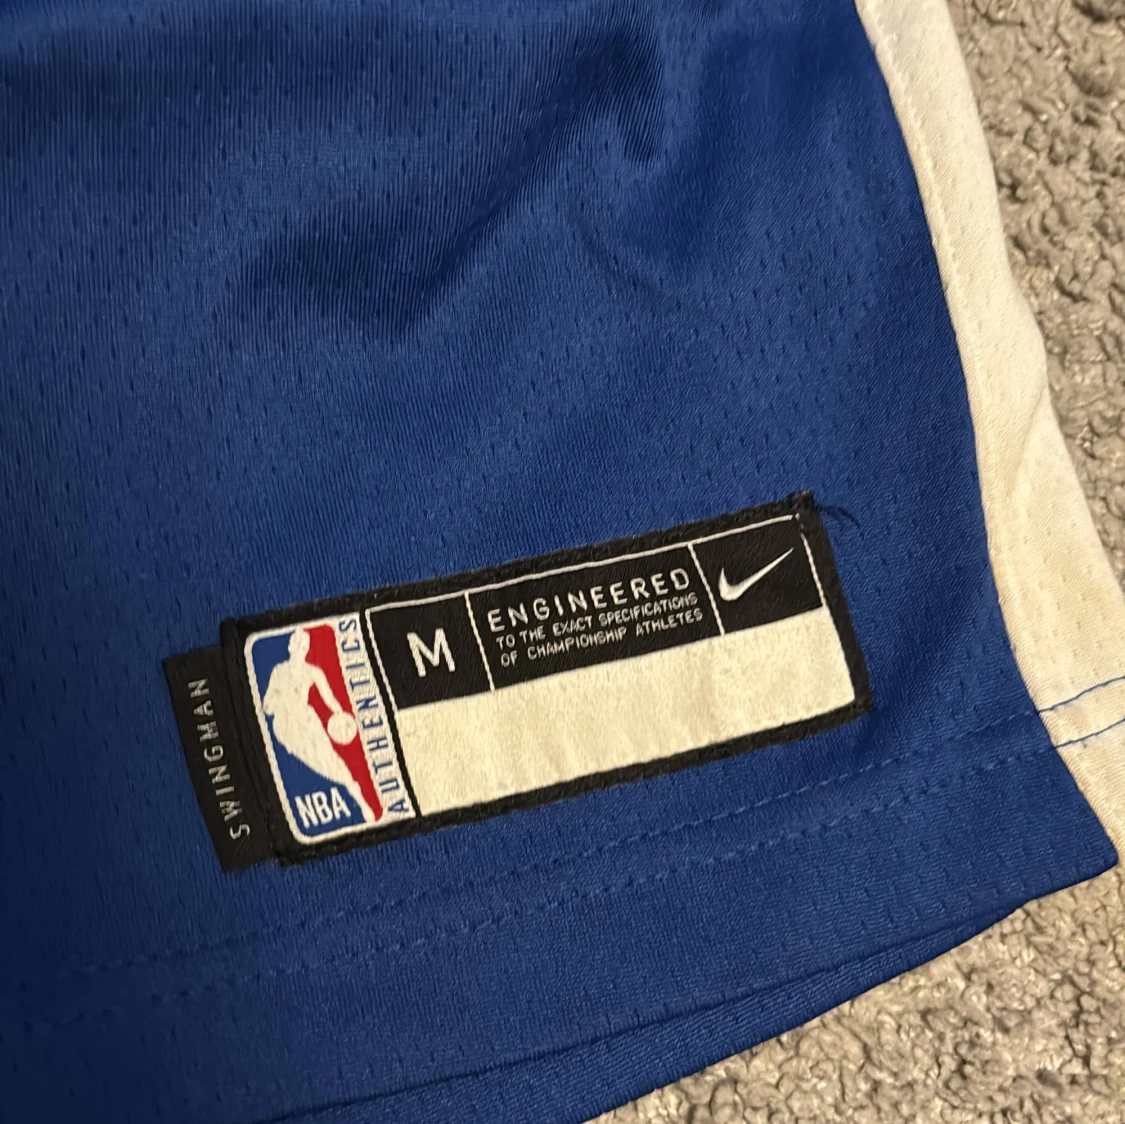 SWINGMAN
NBA
AUTHENTICS
M
ENGINEERED
TO THE EXACT SPECIFICATIONS
OF CHAMPIONSHIP ATHLETES